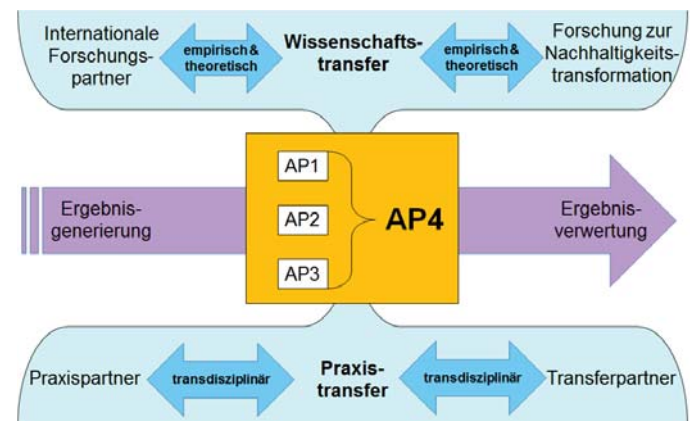 Internationale
Forschungs-
partner
empirisch &
theoretisch
Wissenschafts-
transfer
empirisch &
theoretisch
Forschung zur
Nachhaltigkeits-
transformation
Ergebnis-
generierung
AP1
AP2
AP3
AP4
Ergebnis-
verwertung
Praxispartner
transdisziplinär
Praxis-
transfer
transdisziplinär
Transferpartner